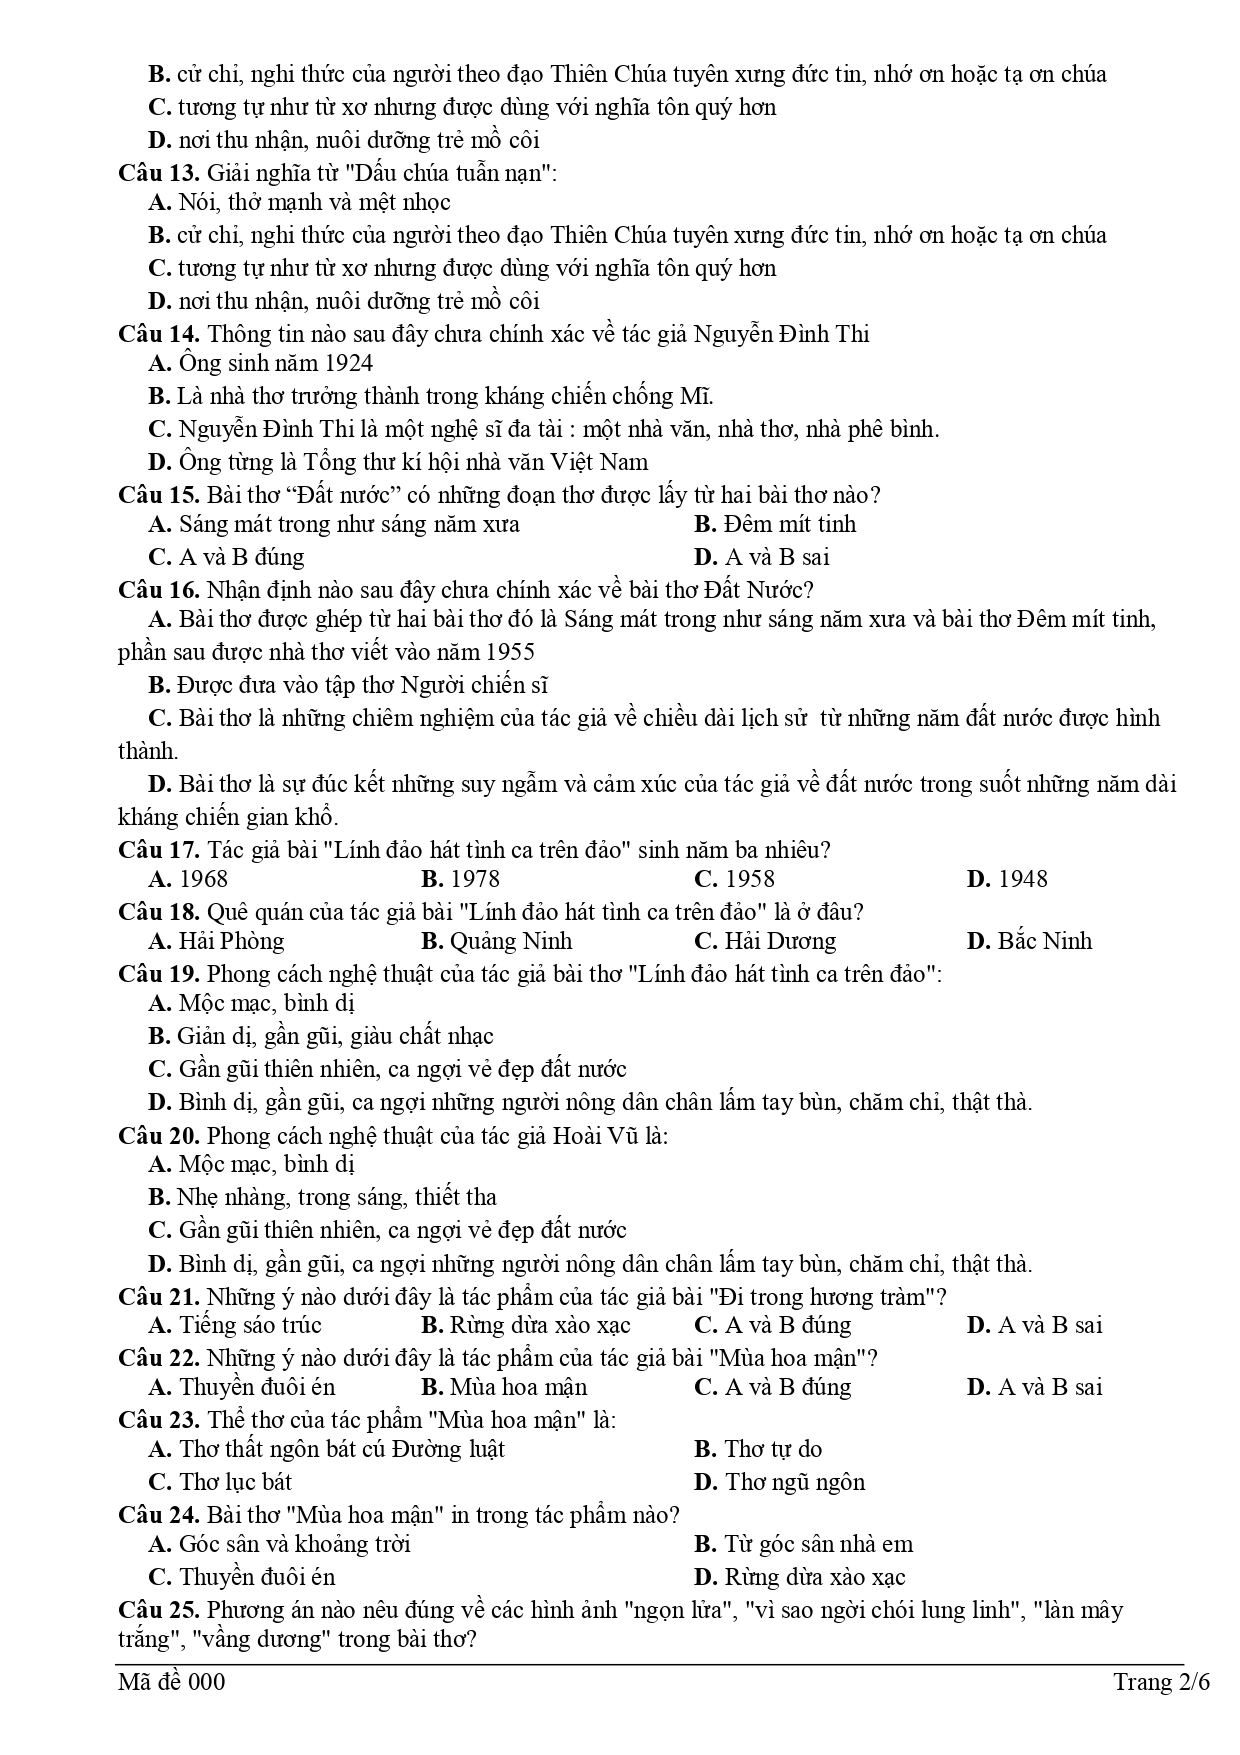 B. cử chỉ, nghi thức của người theo đạo Thiên Chúa tuyên xưng đức tin, nhớ ơn hoặc tạ ơn chúa
C. tương tự như từ xơ nhưng được dùng với nghĩa tôn quý hơn
D. nơi thu nhận, nuôi dưỡng trẻ mồ côi
Câu 13. Giải nghĩa từ "Dấu chúa tuẫn nạn":
A. Nói, thở mạnh và mệt nhọc
B. cử chỉ, nghi thức của người theo đạo Thiên Chúa tuyên xưng đức tin, nhớ ơn hoặc tạ ơn chúa
C. tương tự như từ xơ nhưng được dùng với nghĩa tôn quý hơn
D. nơi thu nhận, nuôi dưỡng trẻ mồ côi
Câu 14. Thông tin nào sau đây chưa chính xác về tác giả Nguyễn Đình Thi
A. Ông sinh năm 1924
B. Là nhà thơ trưởng thành trong kháng chiến chống Mĩ.
C. Nguyễn Đình Thi là một nghệ sĩ đa tài : một nhà văn, nhà thơ, nhà phê bình.
D. Ông từng là Tổng thư kí hội nhà văn Việt Nam
Câu 15. Bài thơ “Đất nước” có những đoạn thơ được lấy từ hai bài thơ nào?
A. Sáng mát trong như sáng năm xưa B. Đêm mít tinh
C. A và B đúng D. A và B sai
Câu 16. Nhận định nào sau đây chưa chính xác về bài thơ Đất Nước?
A. Bài thơ được ghép từ hai bài thơ đó là Sáng mát trong như sáng năm xưa và bài thơ Đêm mít tinh,
phần sau được nhà thơ viết vào năm 1955
B. Được đưa vào tập thơ Người chiến sĩ
C. Bài thơ là những chiêm nghiệm của tác giả về chiều dài lịch sử từ những năm đất nước được hình
thành.
D. Bài thơ là sự đúc kết những suy ngẫm và cảm xúc của tác giả về đất nước trong suốt những năm dài
kháng chiến gian khổ.
Câu 17. Tác giả bài "Lính đảo hát tình ca trên đảo" sinh năm ba nhiêu?
A. 1968 B. 1978 C. 1958 D. 1948
Câu 18. Quê quán của tác giả bài "Lính đảo hát tình ca trên đảo" là ở đâu?
A. Hải Phòng B. Quảng Ninh C. Hải Dương D. Bắc Ninh
Câu 19. Phong cách nghệ thuật của tác giả bài thơ "Lính đảo hát tình ca trên đảo":
A. Mộc mạc, bình dị
B. Giản dị, gần gũi, giàu chất nhạc
C. Gần gũi thiên nhiên, ca ngợi vẻ đẹp đất nước
D. Bình dị, gần gũi, ca ngợi những người nông dân chân lấm tay bùn, chăm chỉ, thật thà.
Câu 20. Phong cách nghệ thuật của tác giả Hoài Vũ là:
A. Mộc mạc, bình dị
B. Nhẹ nhàng, trong sáng, thiết tha
C. Gần gũi thiên nhiên, ca ngợi vẻ đẹp đất nước
D. Bình dị, gần gũi, ca ngợi những người nông dân chân lấm tay bùn, chăm chỉ, thật thà.
Câu 21. Những ý nào dưới đây là tác phẩm của tác giả bài "Đi trong hương tràm"?
A. Tiếng sáo trúc B. Rừng dừa xào xạc C. A và B đúng D. A và B sai
Câu 22. Những ý nào dưới đây là tác phẩm của tác giả bài "Mùa hoa mận"?
A. Thuyền đuôi én B. Mùa hoa mận C. A và B đúng D. A và B sai
Câu 23. Thể thơ của tác phẩm "Mùa hoa mận" là:
A. Thơ thất ngôn bát cú Đường luật B. Thơ tự do
C. Thơ lục bát D. Thơ ngũ ngôn
Câu 24. Bài thơ "Mùa hoa mận" in trong tác phẩm nào?
A. Góc sân và khoảng trời B. Từ góc sân nhà em
C. Thuyền đuôi én D. Rừng dừa xào xạc
Câu 25. Phương án nào nêu đúng về các hình ảnh "ngọn lửa", "vì sao ngời chói lung linh", "làn mây
trắng", "vầng dương" trong bài thơ?
Mã đề 000 Trang 2/6